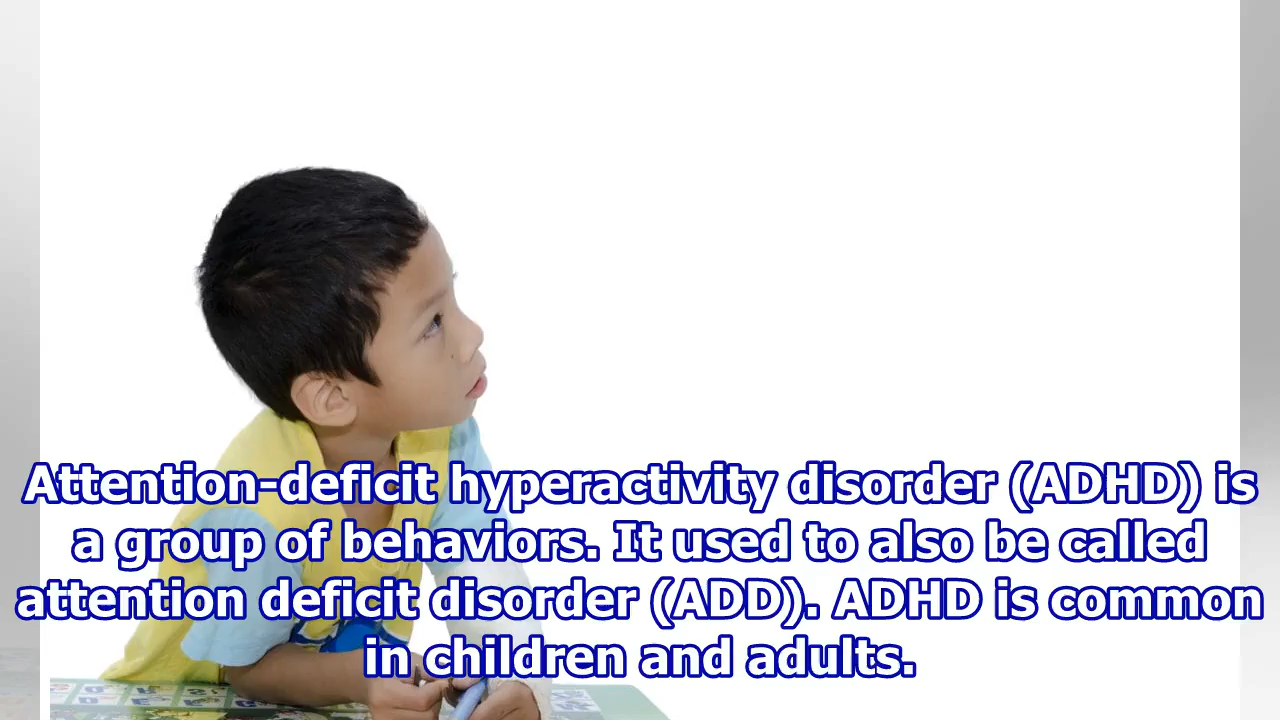 Attention-deficit hyperactivity disorder (ADHD) is
a group of behaviors. It used to also be called
attention deficit disorder (ADD). ADHD is common
in children and adults.